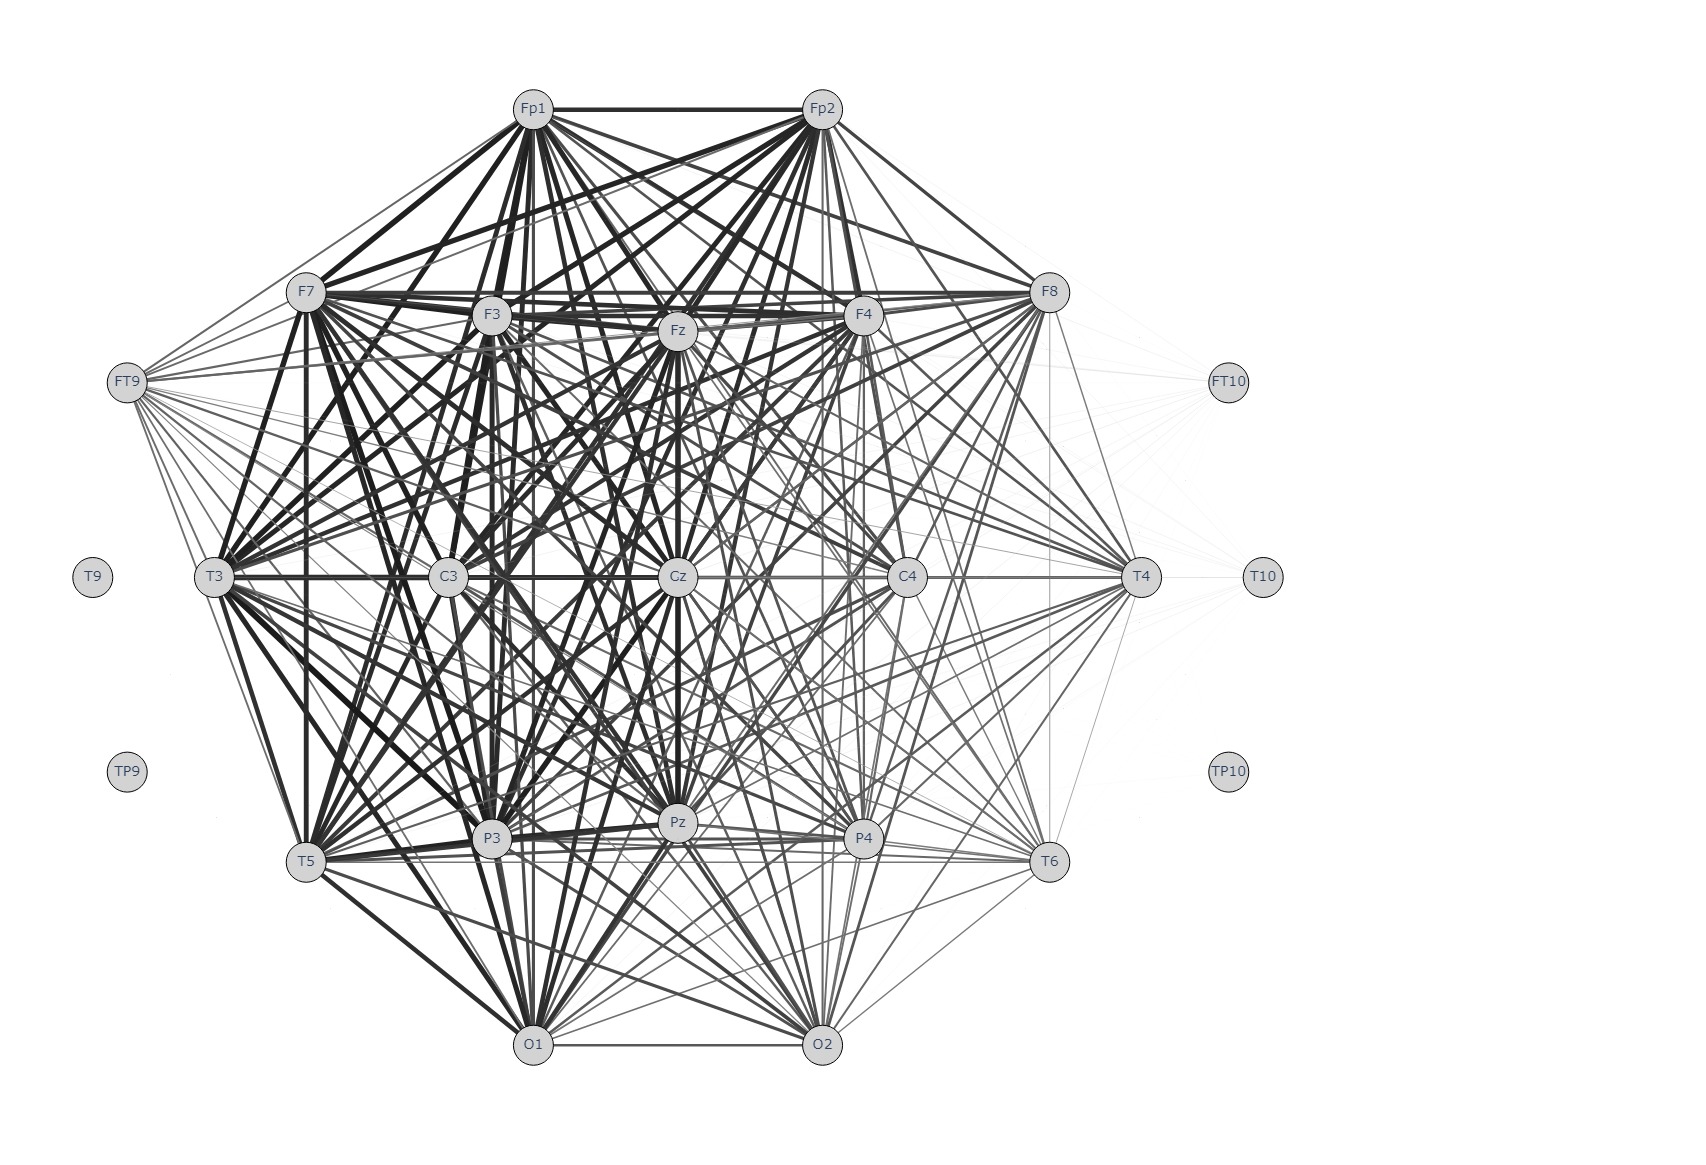 Fp1 Fp2
F7 F3 Fz F4 F8
FT9 FT10
T9 T3 C3 Cz C4 T4 T10
TP9 TP10
T5 P3 Pz P4 T6
O1 O2